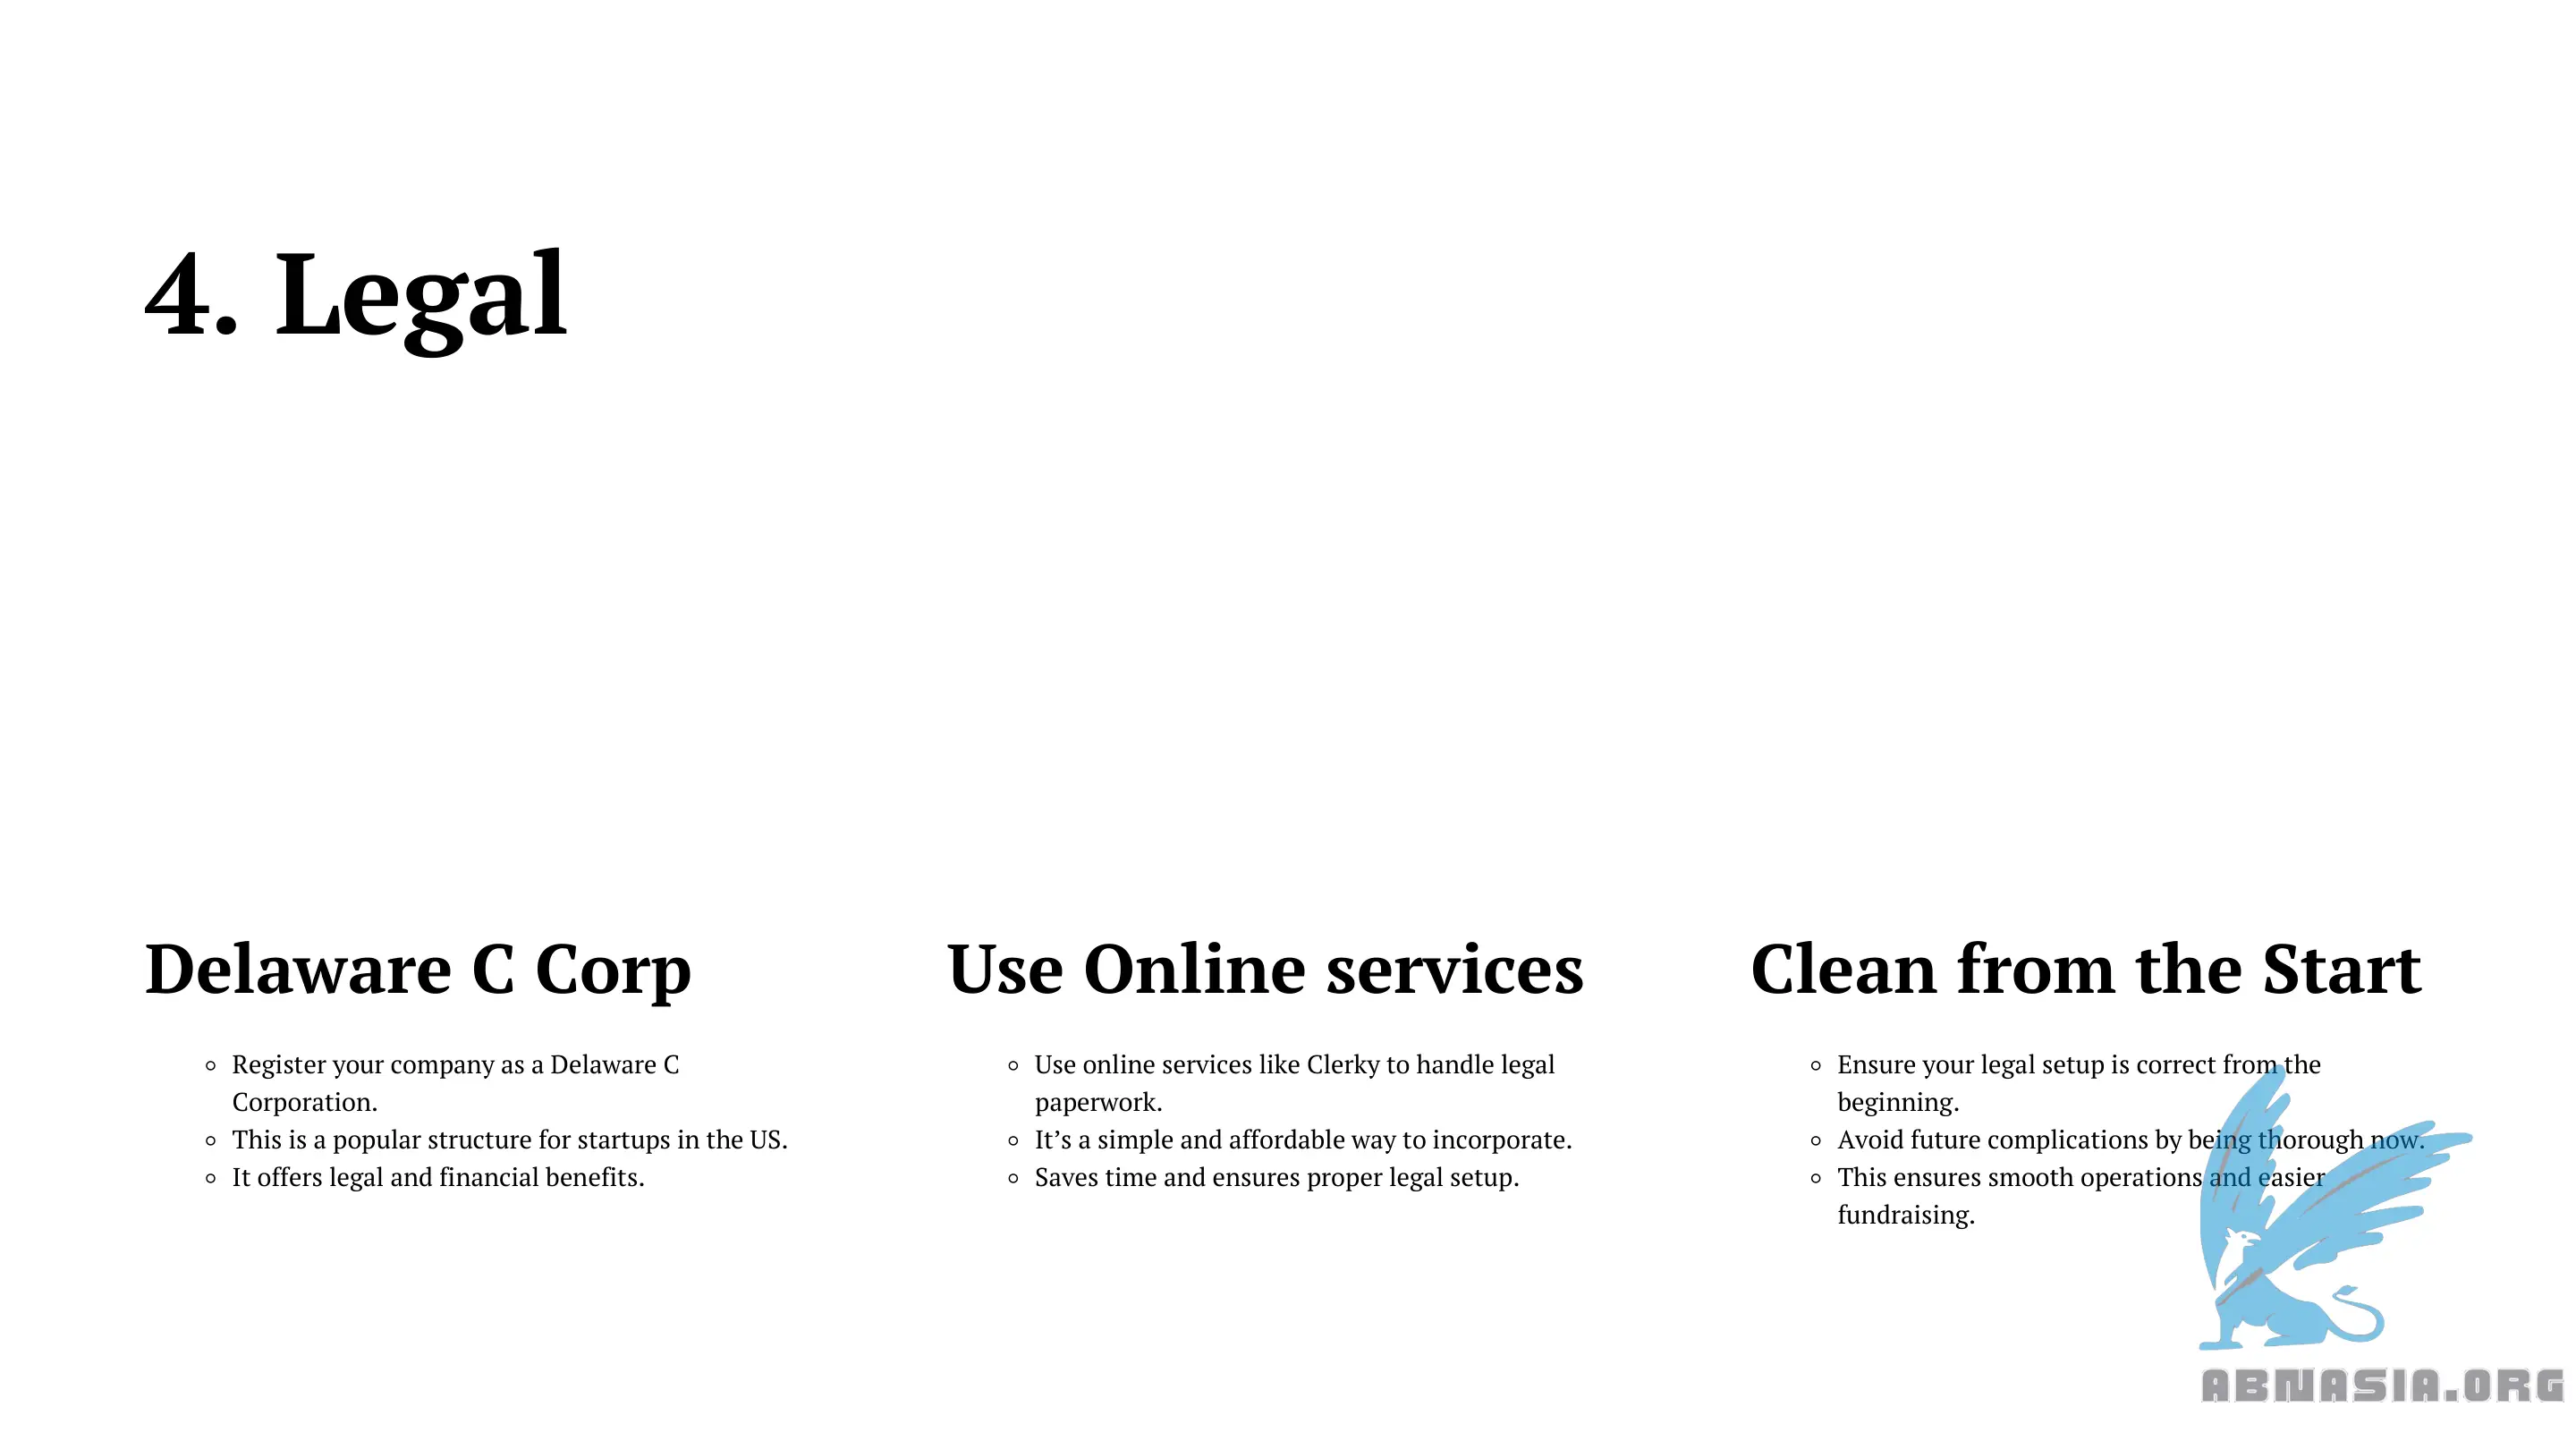 4. Legal
Delaware C Corp
◦ Register your company as a Delaware C
Corporation.
◦ This is a popular structure for startups in the US.
◦ It offers legal and financial benefits.
Use Online services
◦ Use online services like Clerky to handle legal
paperwork.
◦ It’s a simple and affordable way to incorporate.
◦ Saves time and ensures proper legal setup.
Clean from the Start
◦ Ensure your legal setup is correct from the
beginning.
◦ Avoid future complications by being thorough now.
◦ This ensures smooth operations and easier
fundraising.
ABNASIA.ORG